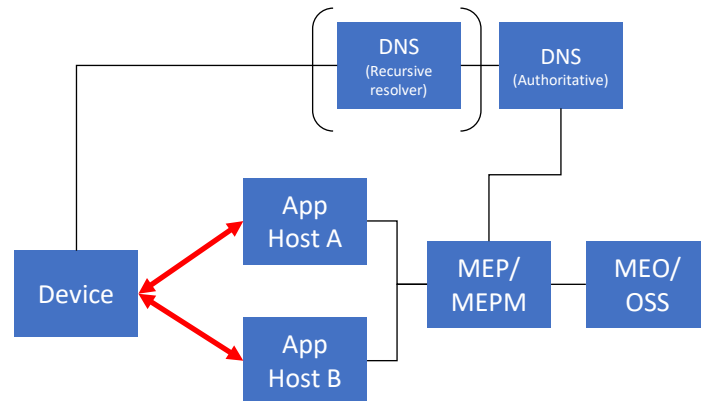 DNS
(Recursive
resolver)
DNS
(Authoritative)
App
Host A
Device
MEP/
MEPM
MEO/
OSS
App
Host B